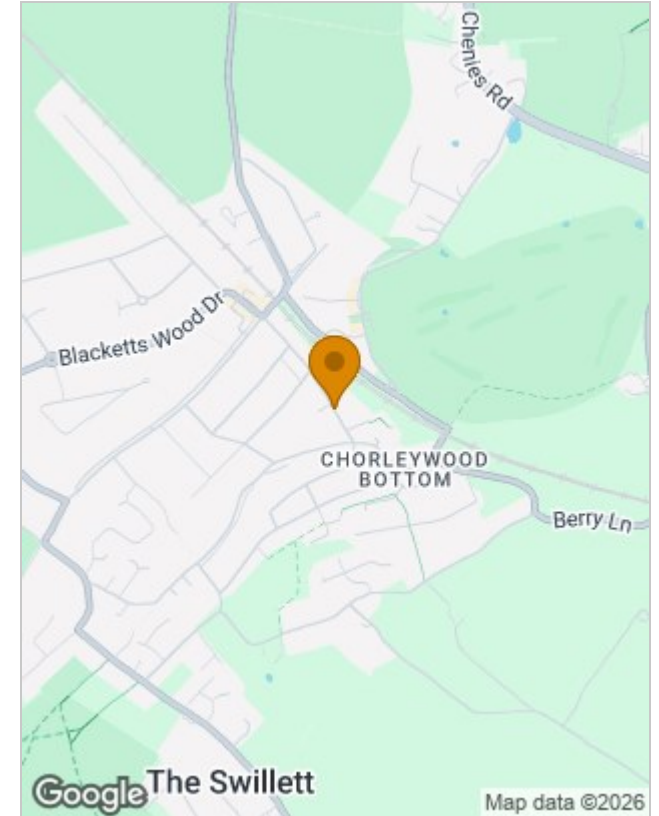 Chenies Rd
Blacketts Wood Dr
CHORLEYWOOD
BOTTOM
Berry Ln
The Swillett
Google
Map data ©2026